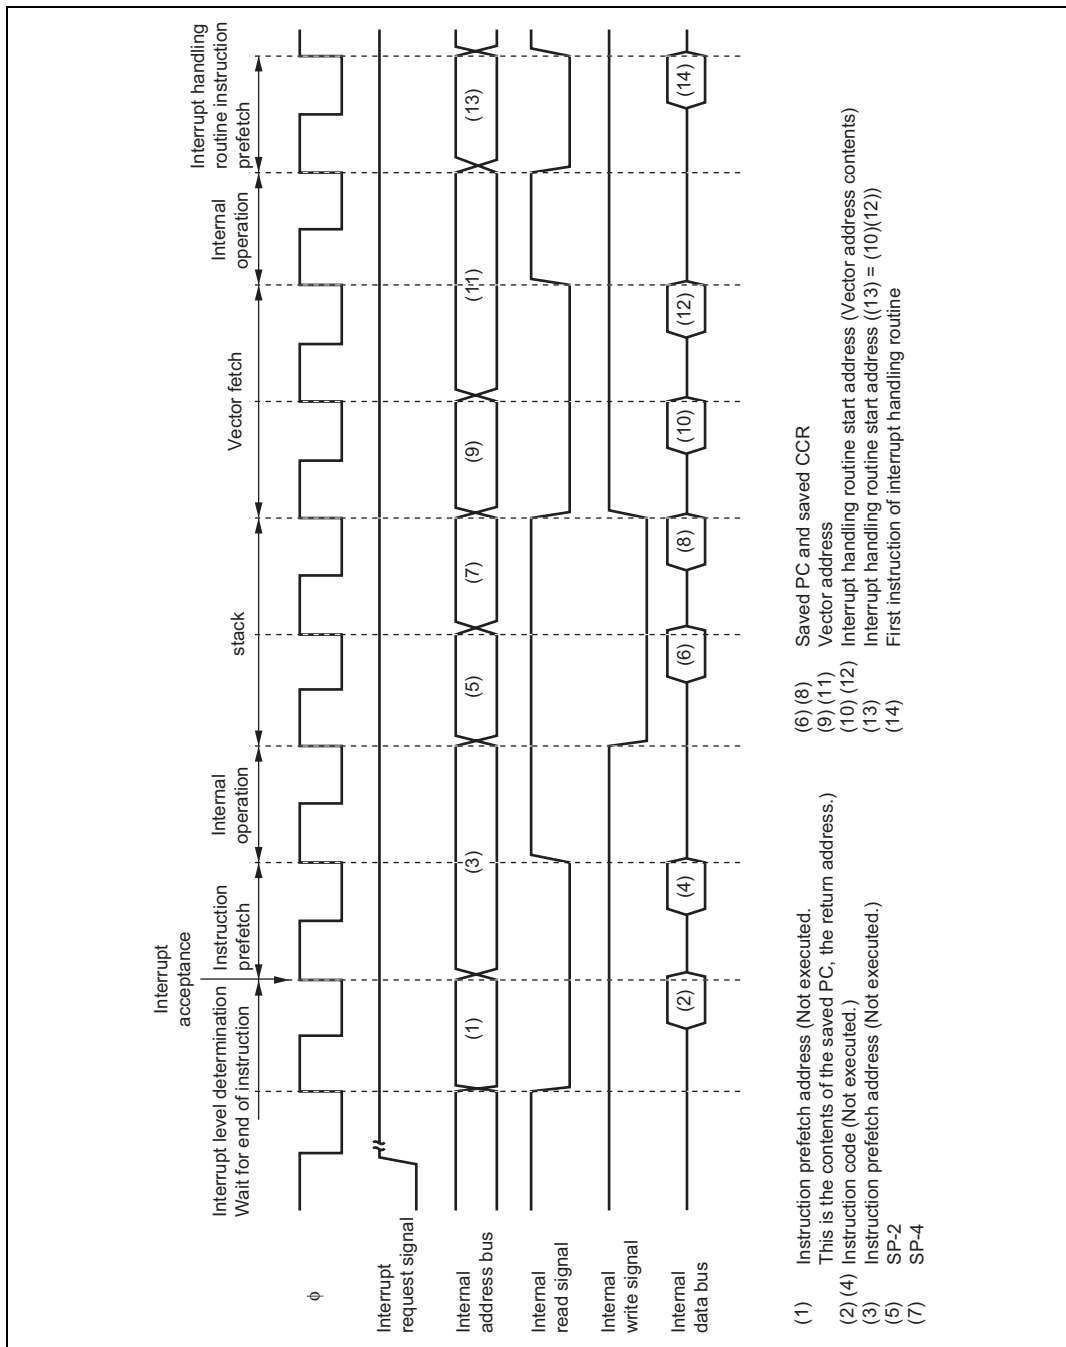 Interrupt
acceptance
Interrupt level determination
Wait for end of instruction
Instruction
prefetch
Internal
operation
stack
Vector fetch
Internal
operation
Interrupt handling
routine instruction
prefetch
φ
Interrupt
request signal
Internal
address bus
(1)
(3)
(5)
(7)
(9)
(11)
(13)
Internal
read signal
Internal
write signal
Internal
data bus
(2)
(4)
(6)
(8)
(10)
(12)
(14)
(1) Instruction prefetch address (Not executed.
This is the contents of the saved PC, the return address.)
(2) (4) Instruction code (Not executed.)
(3) Instruction prefetch address (Not executed.)
(5) SP-2
(7) SP-4
(6) (8) Saved PC and saved CCR
(9) (11) Vector address
(10) (12) Interrupt handling routine start address (Vector address contents)
(13) Interrupt handling routine start address ((13) = (10)(12))
(14) First instruction of interrupt handling routine